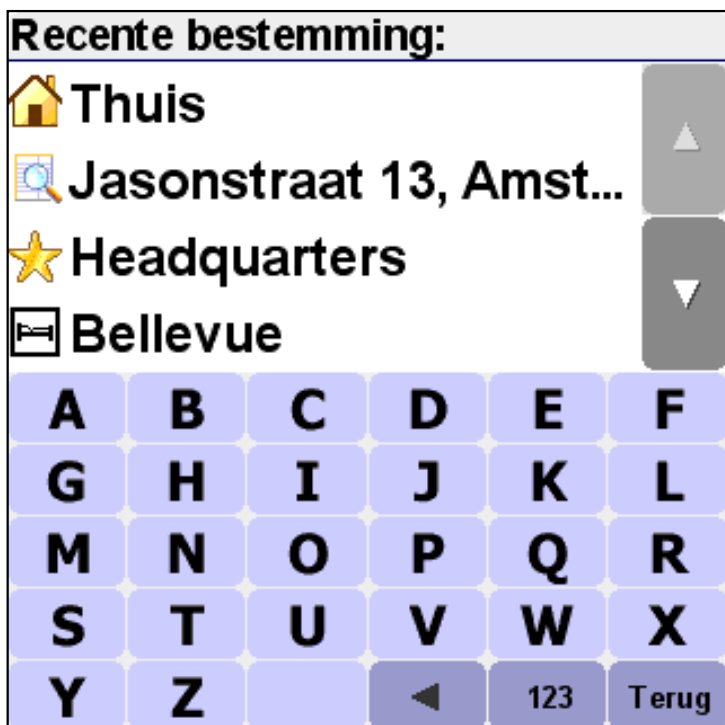 Recente bestemming:
Thuis
Jasonstraat 13, Amst...
Headquarters
Bellevue
A B C D E F
G H I J K L
M N O P Q R
S T U V W X
Y Z 123 Terug